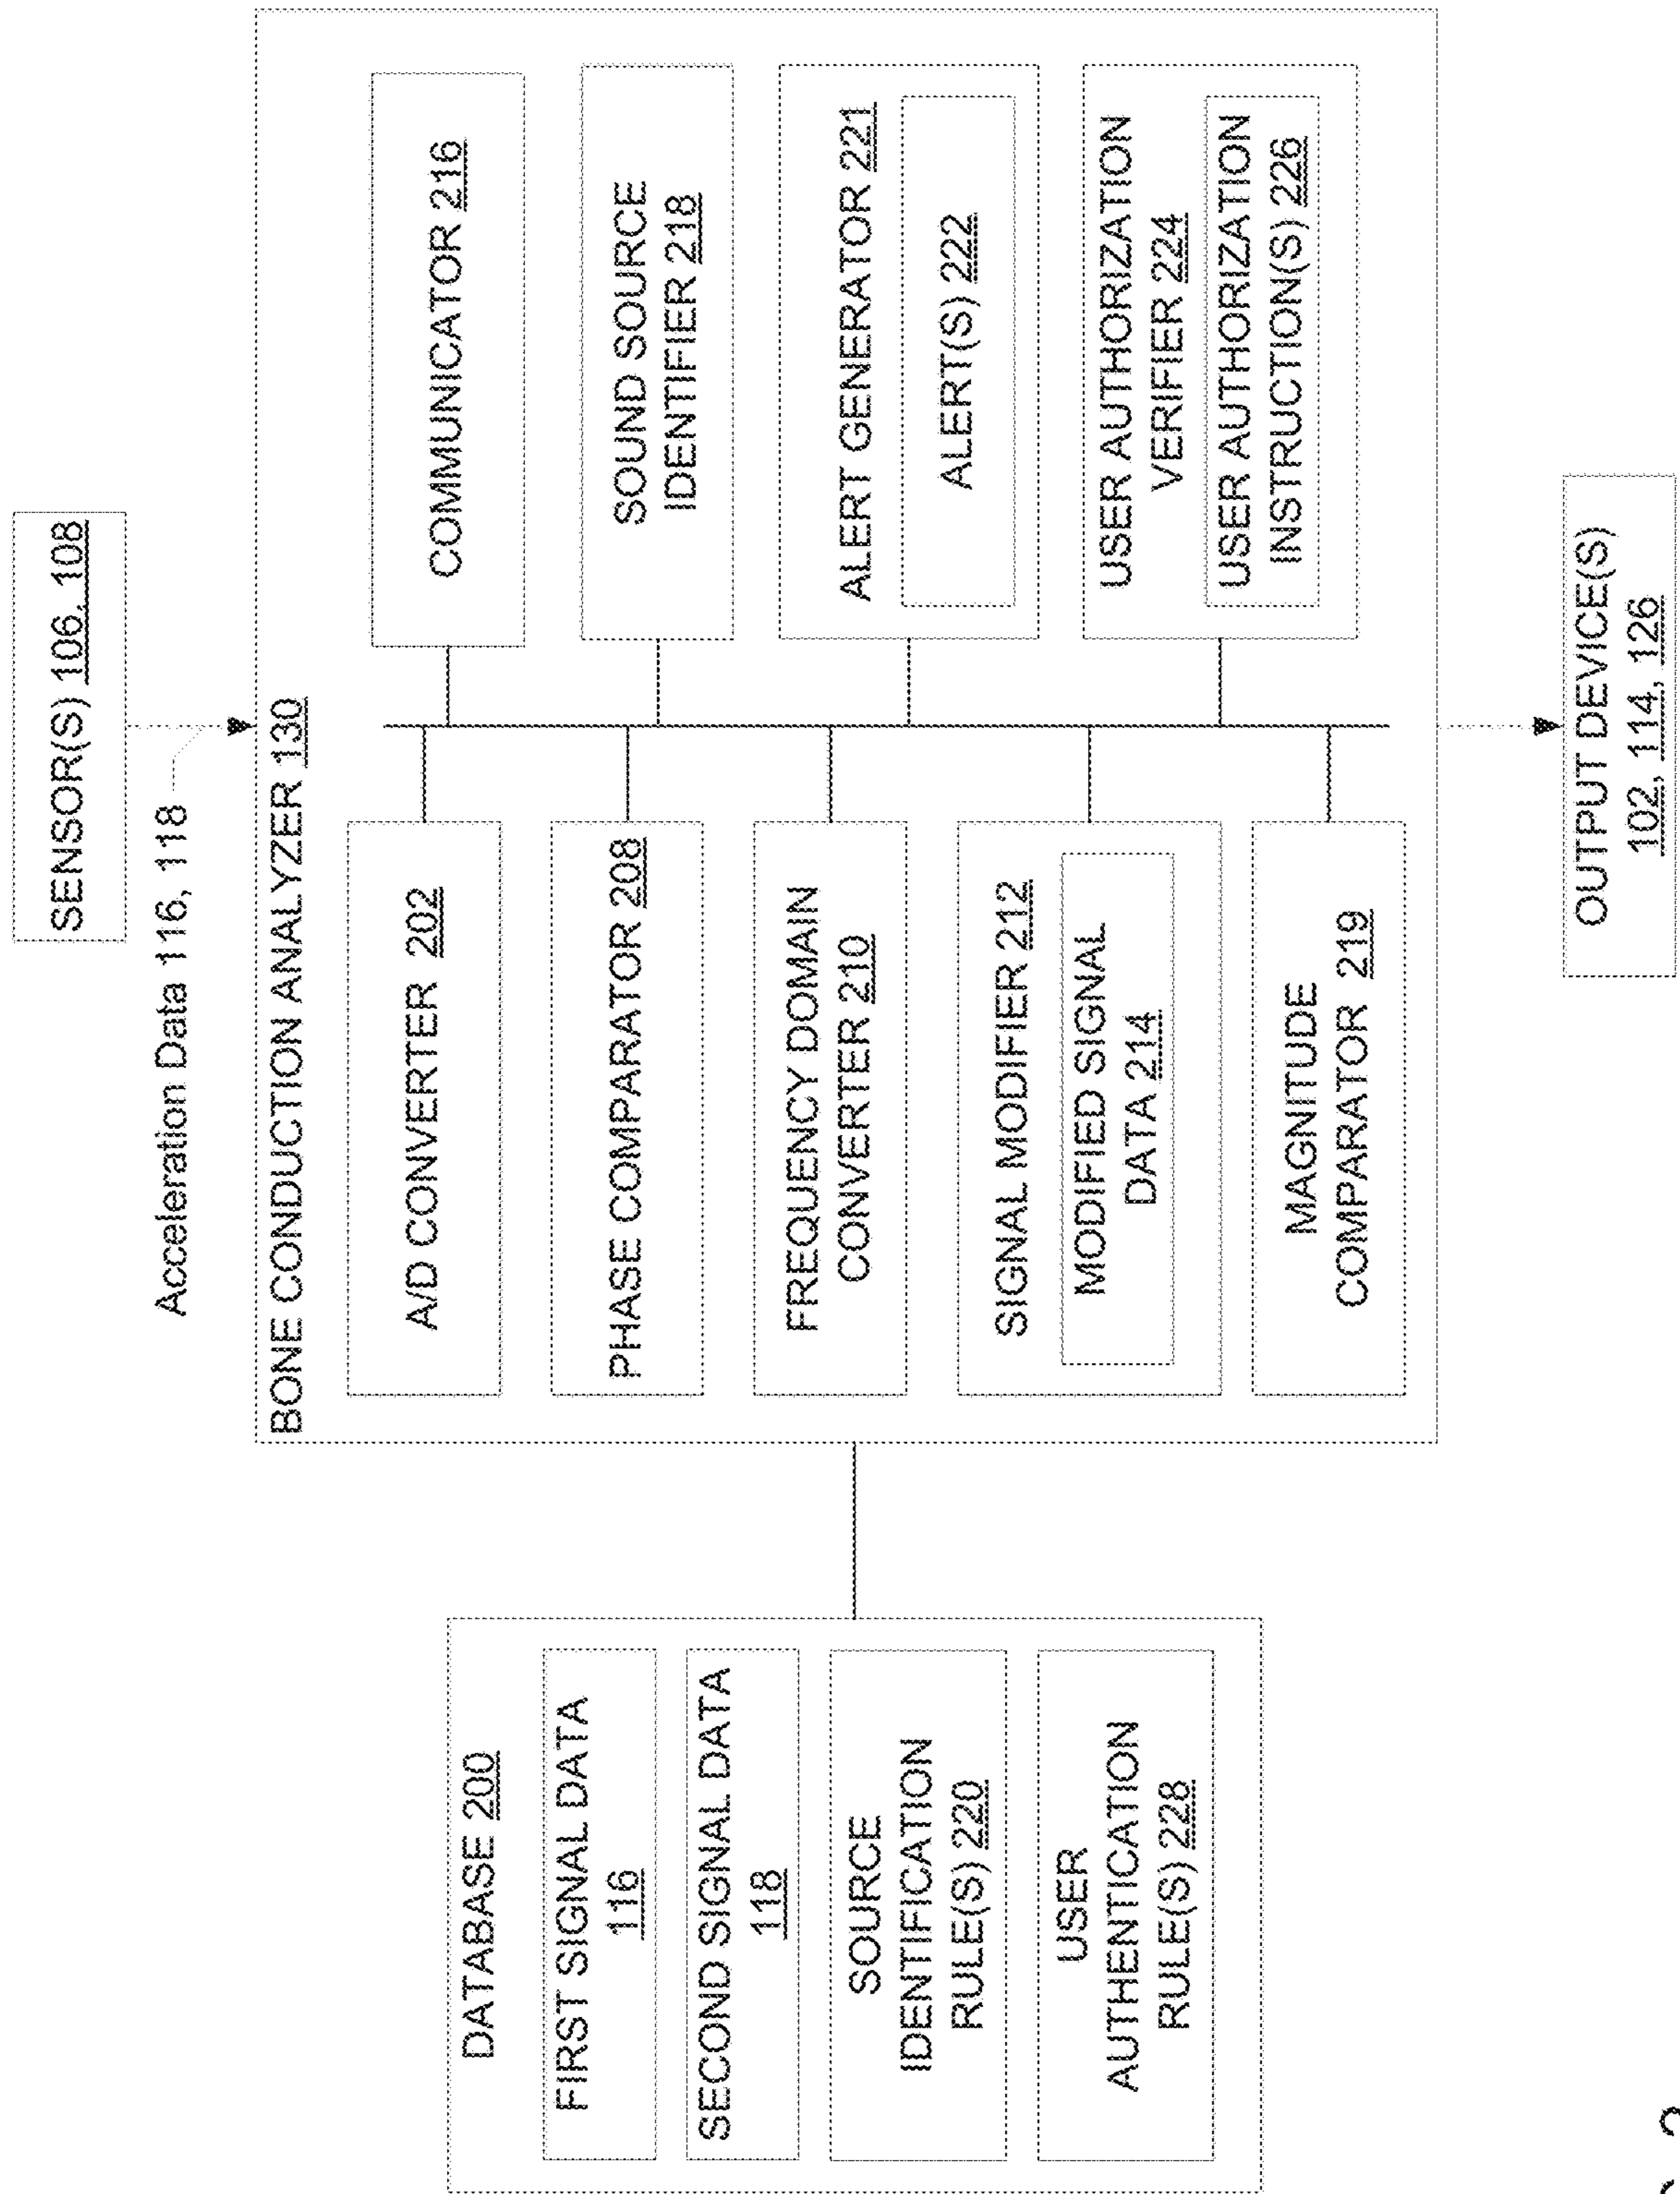 SENSOR(S) 106, 108
Acceleration Data 116, 118
BONE CONDUCTION ANALYZER 130
A/D CONVERTER 202
PHASE COMPARATOR 208
FREQUENCY DOMAIN
CONVERTER 210
SIGNAL MODIFIER 212
MODIFIED SIGNAL
DATA 214
MAGNITUDE
COMPARATOR 219
COMMUNICATOR 216
SOUND SOURCE
IDENTIFIER 218
ALERT GENERATOR 221
ALERT(S) 222
USER AUTHORIZATION
VERIFIER 224
USER AUTHORIZATION
INSTRUCTION(S) 226
DATABASE 200
FIRST SIGNAL DATA
116
SECOND SIGNAL DATA
118
SOURCE
IDENTIFICATION
RULE(S) 220
USER
AUTHENTICATION
RULE(S) 228
OUTPUT DEVICE(S)
102, 114, 126